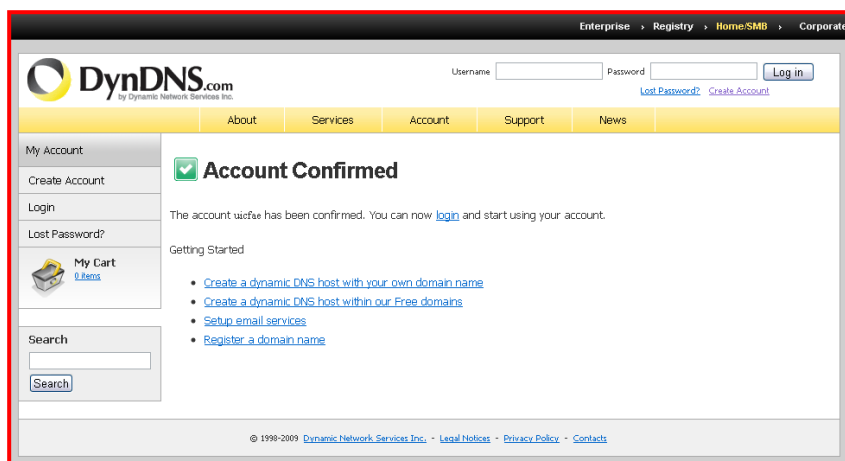 Enterprise › Registry › Home/SMB › Corporate
DynDNS.com
by Dynamic Network Services Inc.
Username
Password
Log in
Lost Password? Create Account
About Services Account Support News
My Account
Create Account
Login
Lost Password?
My Cart
0 items
Search
Search
Account Confirmed
The account uicfae has been confirmed. You can now login and start using your account.
Getting Started
• Create a dynamic DNS host with your own domain name
• Create a dynamic DNS host within our Free domains
• Setup email services
• Register a domain name
© 1998-2009 Dynamic Network Services Inc. - Legal Notices - Privacy Policy - Contacts